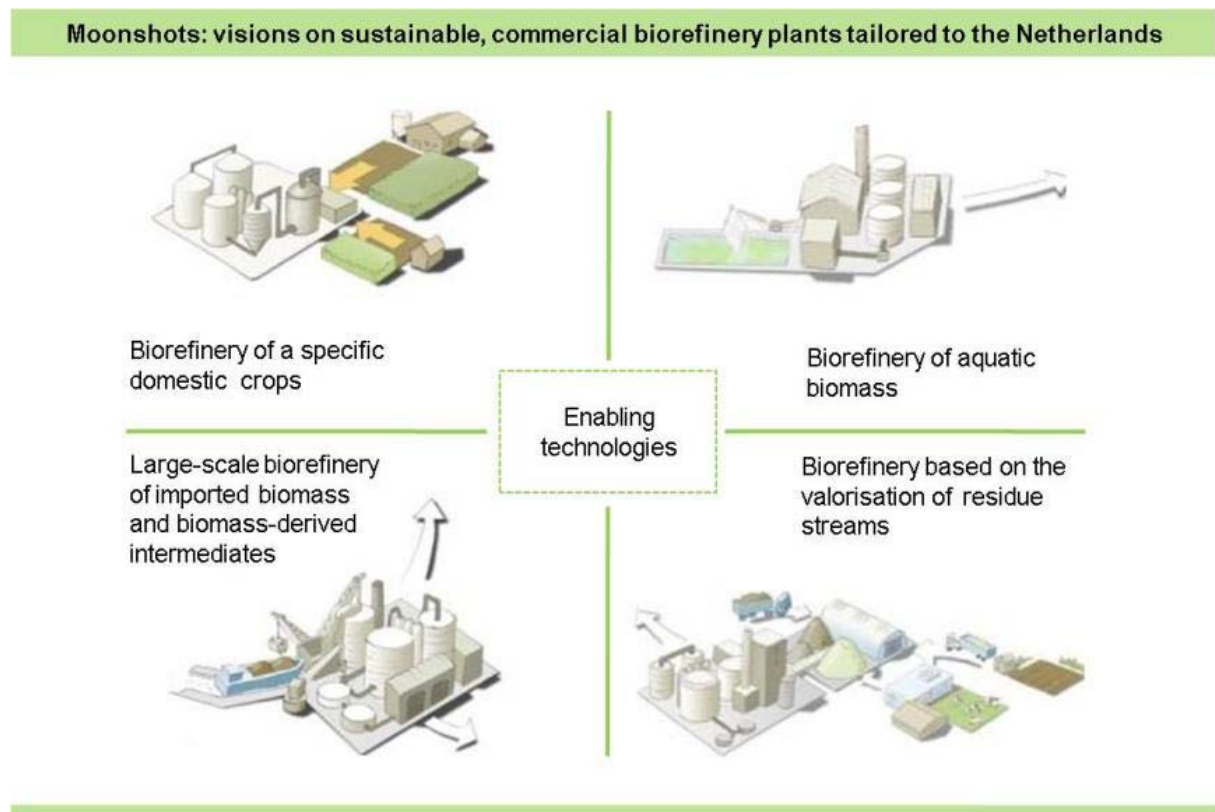 Moonshots: visions on sustainable, commercial biorefinery plants tailored to the Netherlands
Biorefinery of a specific
domestic crops
Biorefinery of aquatic
biomass
Enabling
technologies
Large-scale biorefinery
of imported biomass
and biomass-derived
intermediates
Biorefinery based on the
valorisation of residue
streams